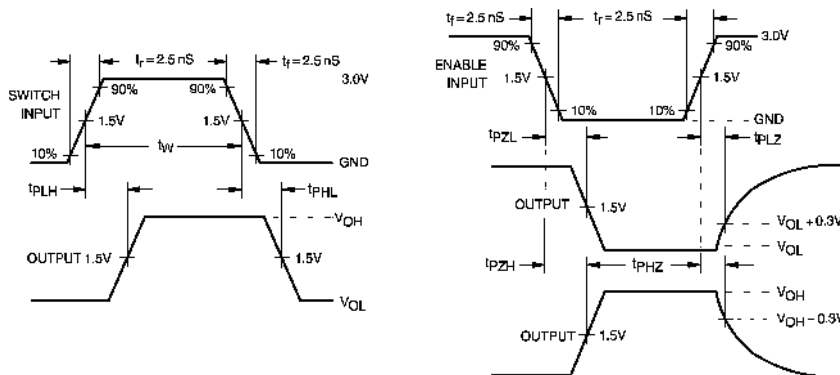 tr=2.5 nS
tf=2.5 nS
3.0V
90%
90%
SWITCH
INPUT
1.5V
1.5V
tW
10%
10%
GND
tPLH
tPHL
VOH
OUTPUT 1.5V
1.5V
VOL
tf=2.5 nS
tr=2.5 nS
3.0V
90%
90%
ENABLE
INPUT
1.5V
1.5V
10%
10%
GND
tPZL
tPLZ
OUTPUT
1.5V
VOL +0.3V
VOL
tPZH
tPHZ
VOH
VOH -0.3V
OUTPUT
1.5V